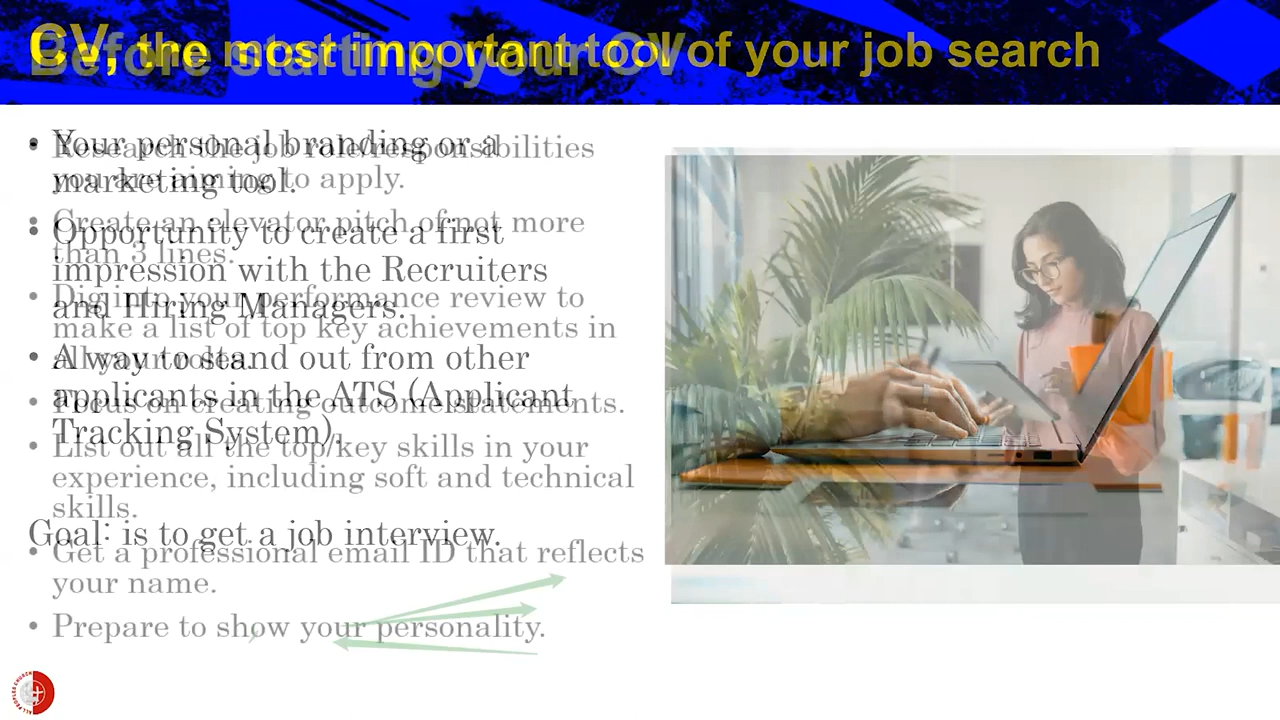 CV, the most important tool of your job search
• Your personal branding or a
marketing tool.
• Opportunity to create a first
impression with the Recruiters
and Hiring Managers.
• A way to stand out from other
applicants in the ATS (Applicant
Tracking System).
Goal: is to get a job interview.
Before starting your CV
• Research the job role/responsibilities
you are aiming to apply.
• Create an elevator pitch of not more
than 3 lines.
• Dig into your performance review to
make a list of top key achievements in
all your roles.
• Focus on creating outcome statements.
• List out all the top/key skills in your
experience, including soft and technical
skills.
• Get a professional email ID that reflects
your name.
• Prepare to show your personality.
ALL PEOPLES CHURCH